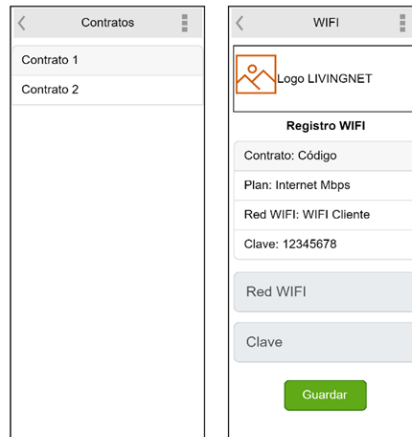 Contratos
Contrato 1
Contrato 2
WIFI
Logo LIVINGNET
Registro WIFI
Contrato: Código
Plan: Internet Mbps
Red WIFI: WIFI Cliente
Clave: 12345678
Red WIFI
Clave
Guardar